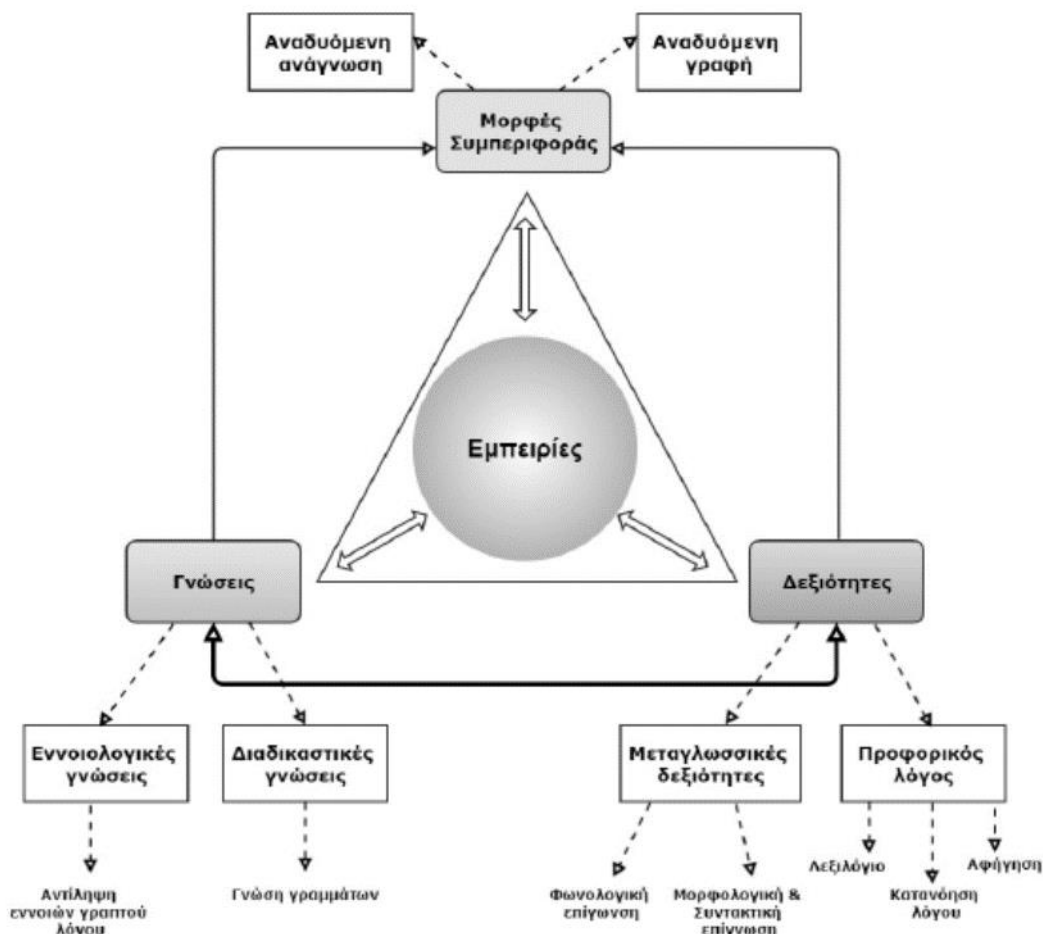 Αναδυόμενη
ανάγνωση
Αναδυόμενη
γραφή
Μορφές
Συμπεριφοράς
Εμπειρίες
Γνώσεις
Δεξιότητες
Εννοιολογικές
γνώσεις
Διαδικαστικές
γνώσεις
Μεταγλωσσικές
δεξιότητες
Προφορικός
λόγος
Αντίληψη
εννοιών γραπτού
λόγου
Γνώση γραμμάτων
Φωνολογική
επίγωνση
Μορφολογική &
Συντακτική
επίγνωση
Λεξιλόγιο
Κατανόηση
λόγου
Αφήγηση